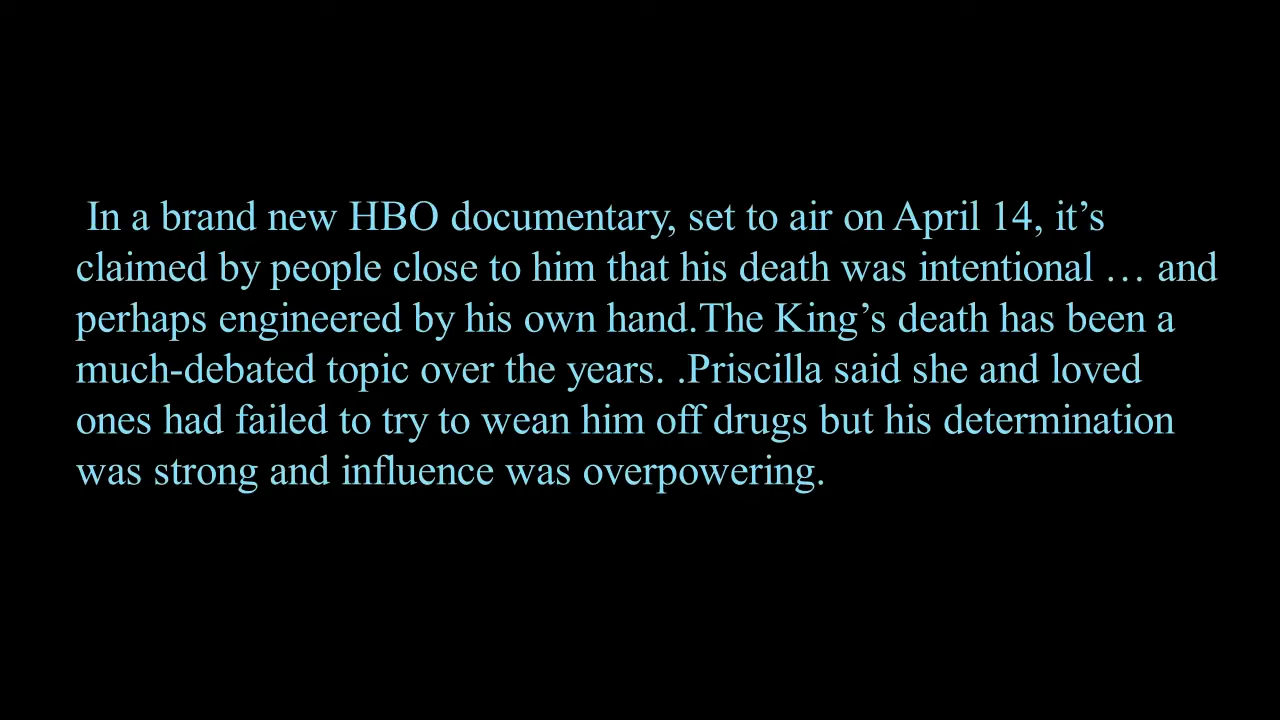 In a brand new HBO documentary, set to air on April 14, it’s
claimed by people close to him that his death was intentional … and
perhaps engineered by his own hand.The King’s death has been a
much-debated topic over the years. .Priscilla said she and loved
ones had failed to try to wean him off drugs but his determination
was strong and influence was overpowering.